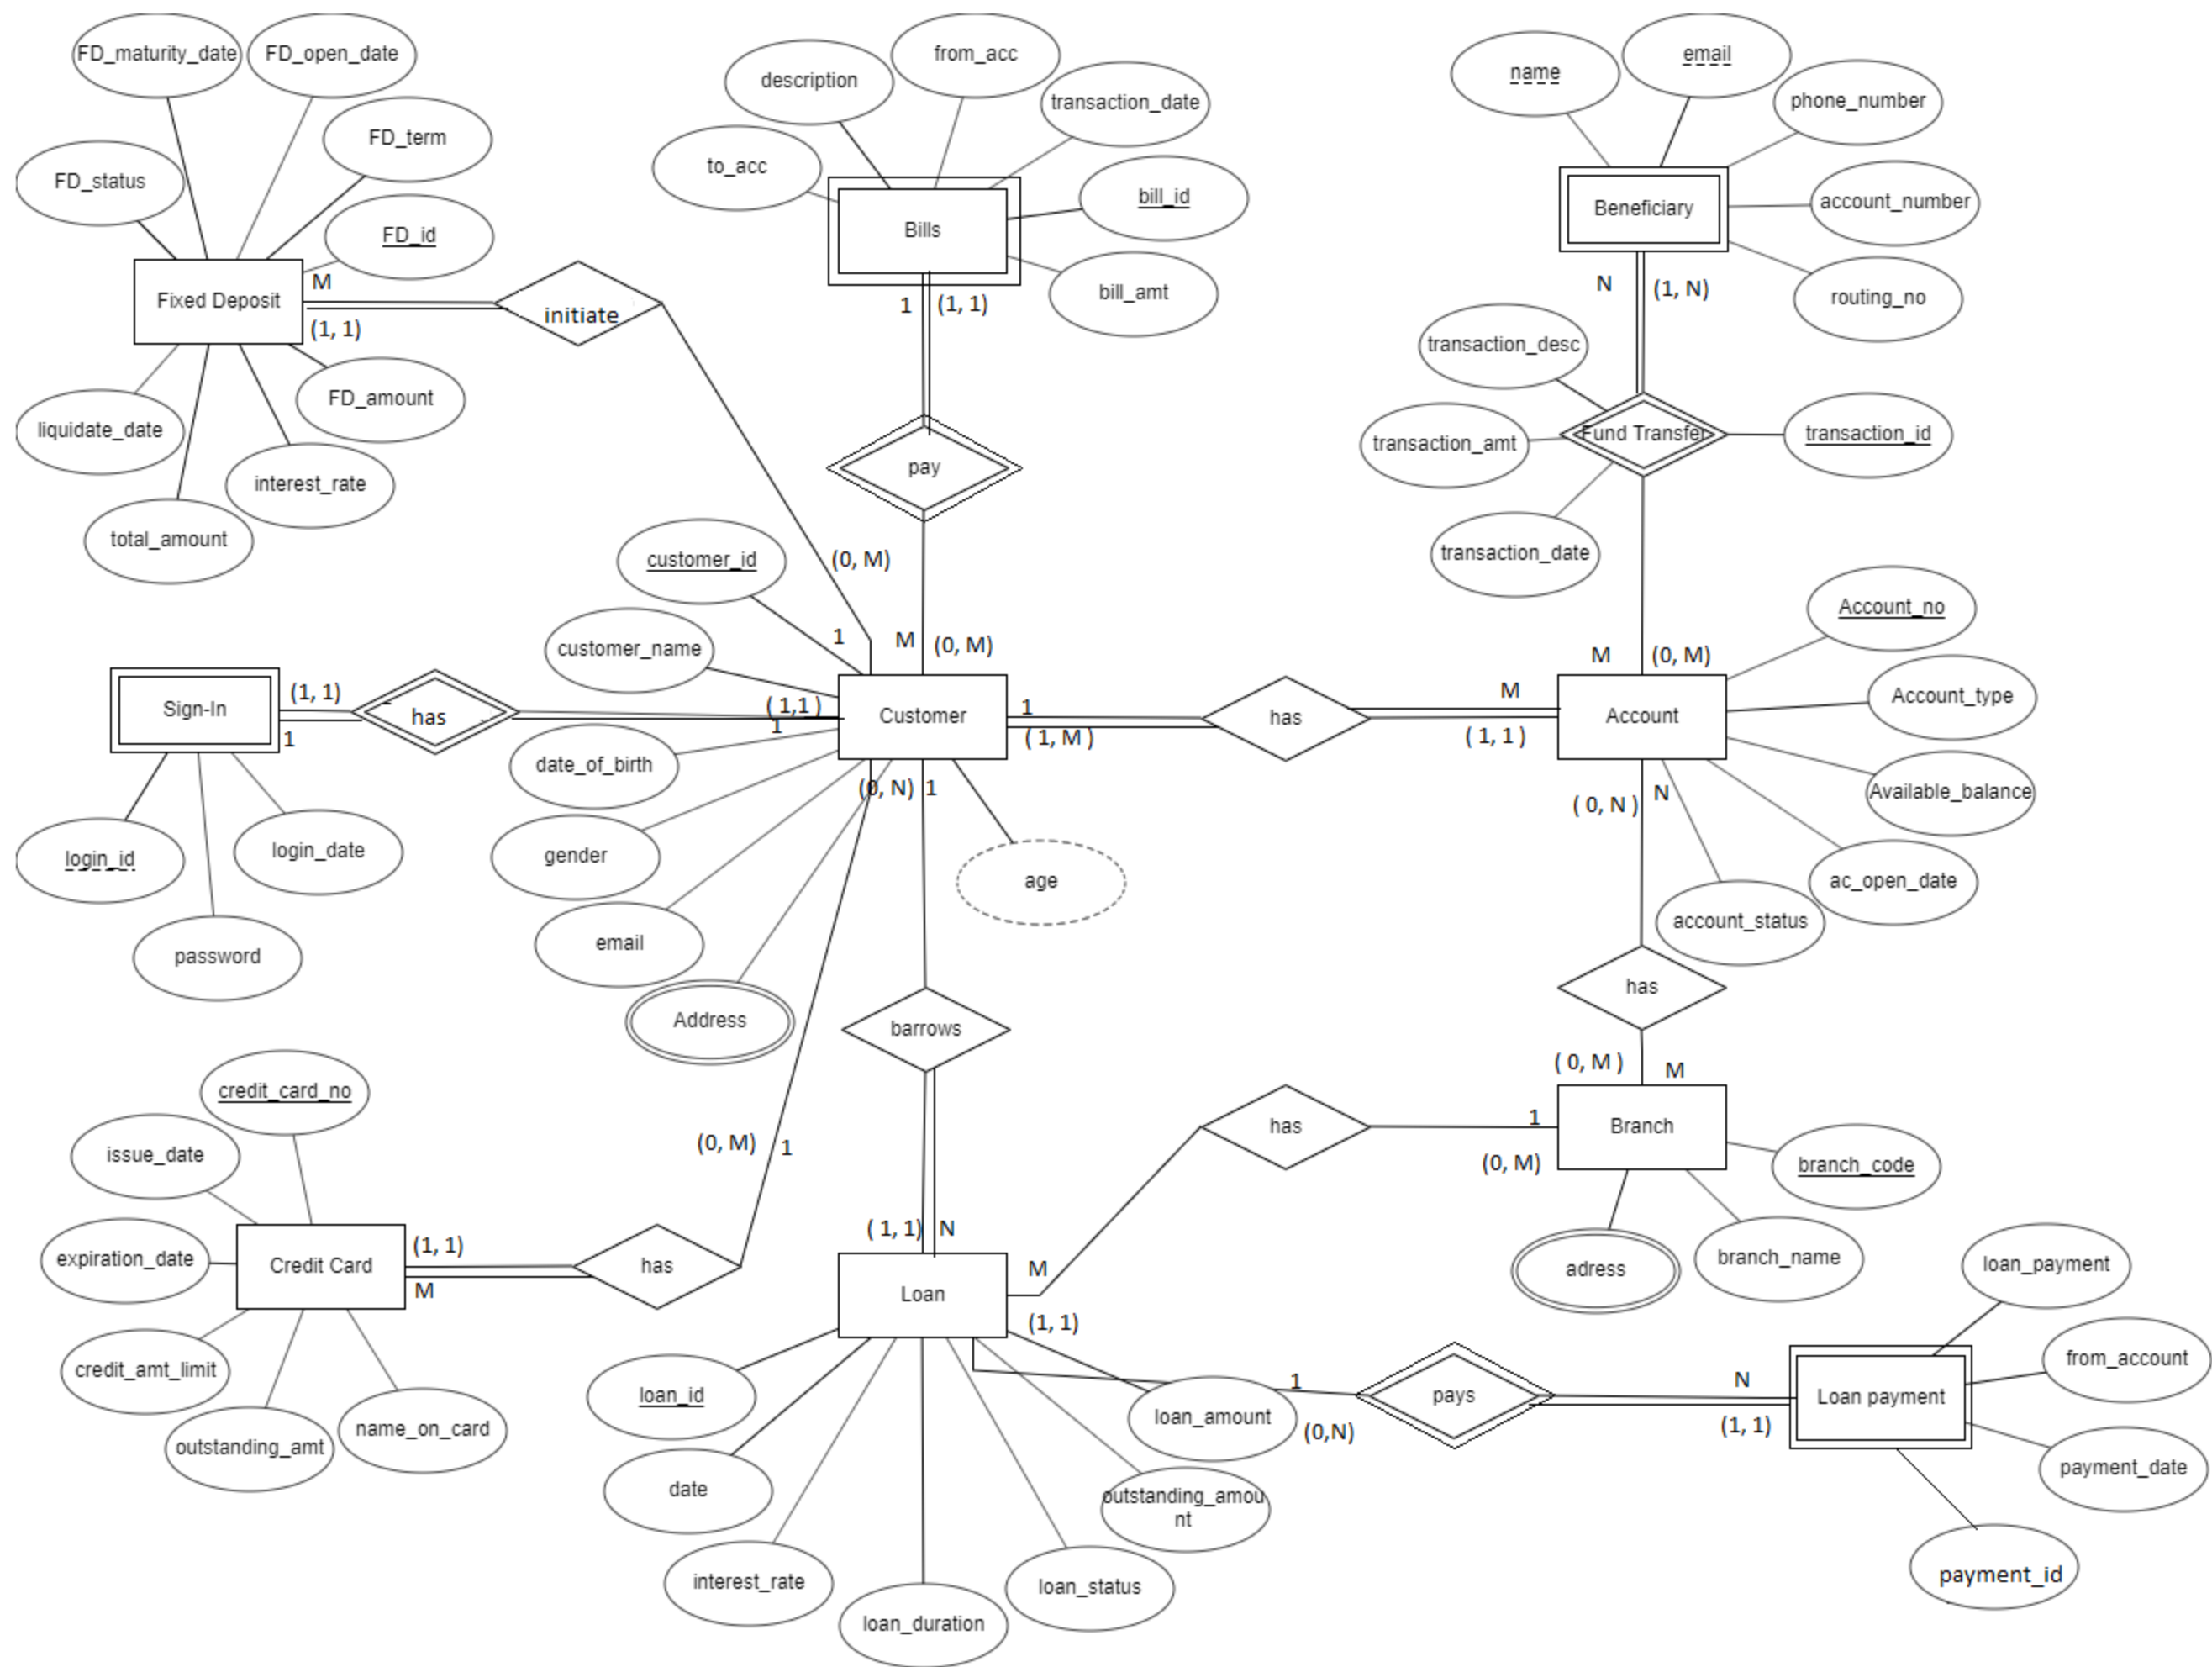 FD_maturity_date
FD_open_date
FD_term
FD_status
FD_id
Fixed Deposit
M
(1, 1)
initiate
FD_amount
liquidate_date
interest_rate
total_amount
description
from_acc
transaction_date
to_acc
bill_id
Bills
bill_amt
1
(1, 1)
pay
name
email
phone_number
Beneficiary
account_number
routing_no
N
(1, N)
transaction_desc
transaction_amt
Fund Transfer
transaction_id
transaction_date
customer_id
(0, M)
customer_name
1
M
(0, M)
M
(0, M)
Account_no
Sign-In
(1, 1)
1
has
( 1,1 )
1
Customer
1
( 1, M )
has
M
( 1, 1 )
Account
Account_type
Available_balance
date_of_birth
(0, N)
1
( 0, N )
N
login_id
login_date
gender
age
ac_open_date
account_status
password
email
Address
barrows
has
( 0, M )
M
credit_card_no
issue_date
(0, M)
1
has
1
(0, M)
Branch
branch_code
adress
branch_name
expiration_date
Credit Card
(1, 1)
M
has
( 1, 1)
N
Loan
M
(1, 1)
loan_payment
from_account
credit_amt_limit
outstanding_amt
name_on_card
loan_id
loan_amount
1
(0,N)
pays
N
(1, 1)
Loan payment
payment_date
date
outstanding_amou
nt
interest_rate
loan_status
loan_duration
payment_id